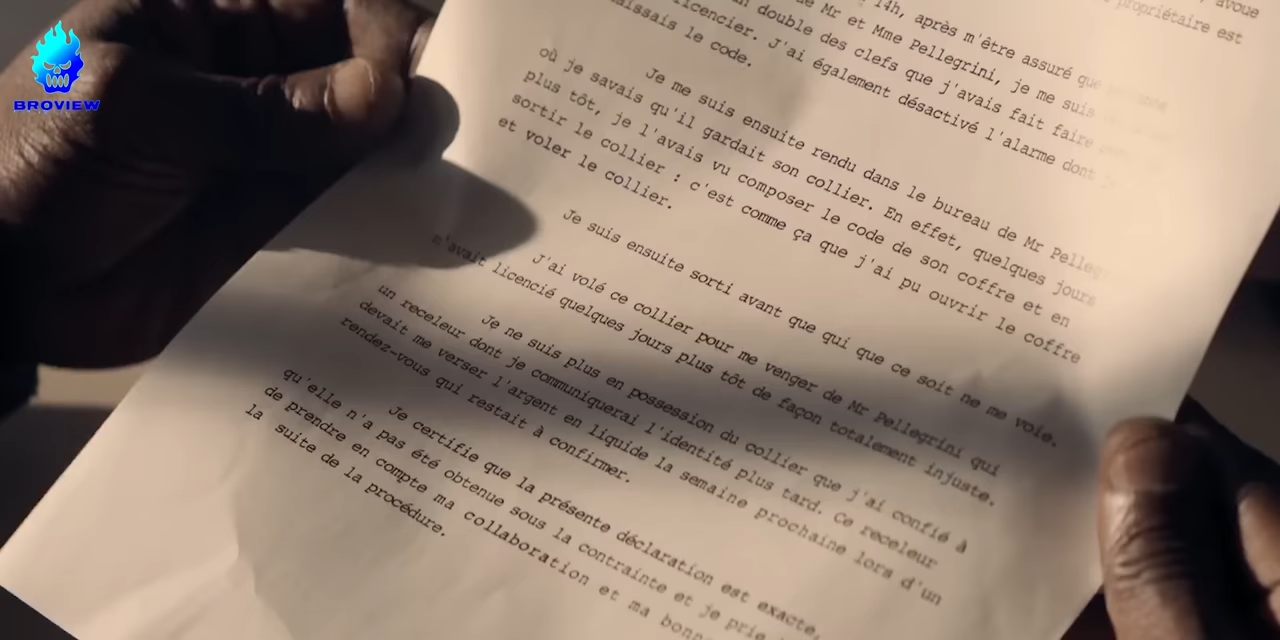 BROVIEW
avoue
propriétaire est
14h, après m'être assuré que personne
de Mr et Mme Pellegrini, je me suis
un double des clefs que j'avais fait faire
licencier. J'ai également désactivé l'alarme dont je
connaissais le code.
Je me suis ensuite rendu dans le bureau de Mr Pelleg
où je savais qu'il gardait son collier. En effet, quelques jours
plus tôt, je l'avais vu composer le code de son coffre et en
sortir le collier : c'est comme ça que j'ai pu ouvrir le coffre
et voler le collier.
Je suis ensuite sorti avant que qui que ce soit ne me voie.
J'ai volé ce collier pour me venger de Mr Pellegrini qui
m'avait licencié quelques jours plus tôt de façon totalement injuste.
Je ne suis plus en possession du collier que j'ai confié à
un receleur dont je communiquerai l'identité plus tard. Ce receleur
devait me verser l'argent en liquide la semaine prochaine lors d'un
rendez-vous qui restait à confirmer.
Je certifie que la présente déclaration est exacte,
qu'elle n'a pas été obtenue sous la contrainte et je prie
de prendre en compte ma collaboration et ma bonn
la suite de la procédure.